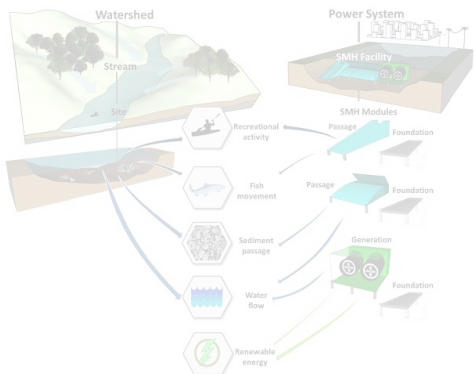 Watershed
Power System
Stream
SMH Facility
Site
SMH Modules
Recreational
activity
Passage
Foundation
Fish
movement
Passage
Foundation
Sediment
passage
Generation
Water
flow
Foundation
Renewable
energy